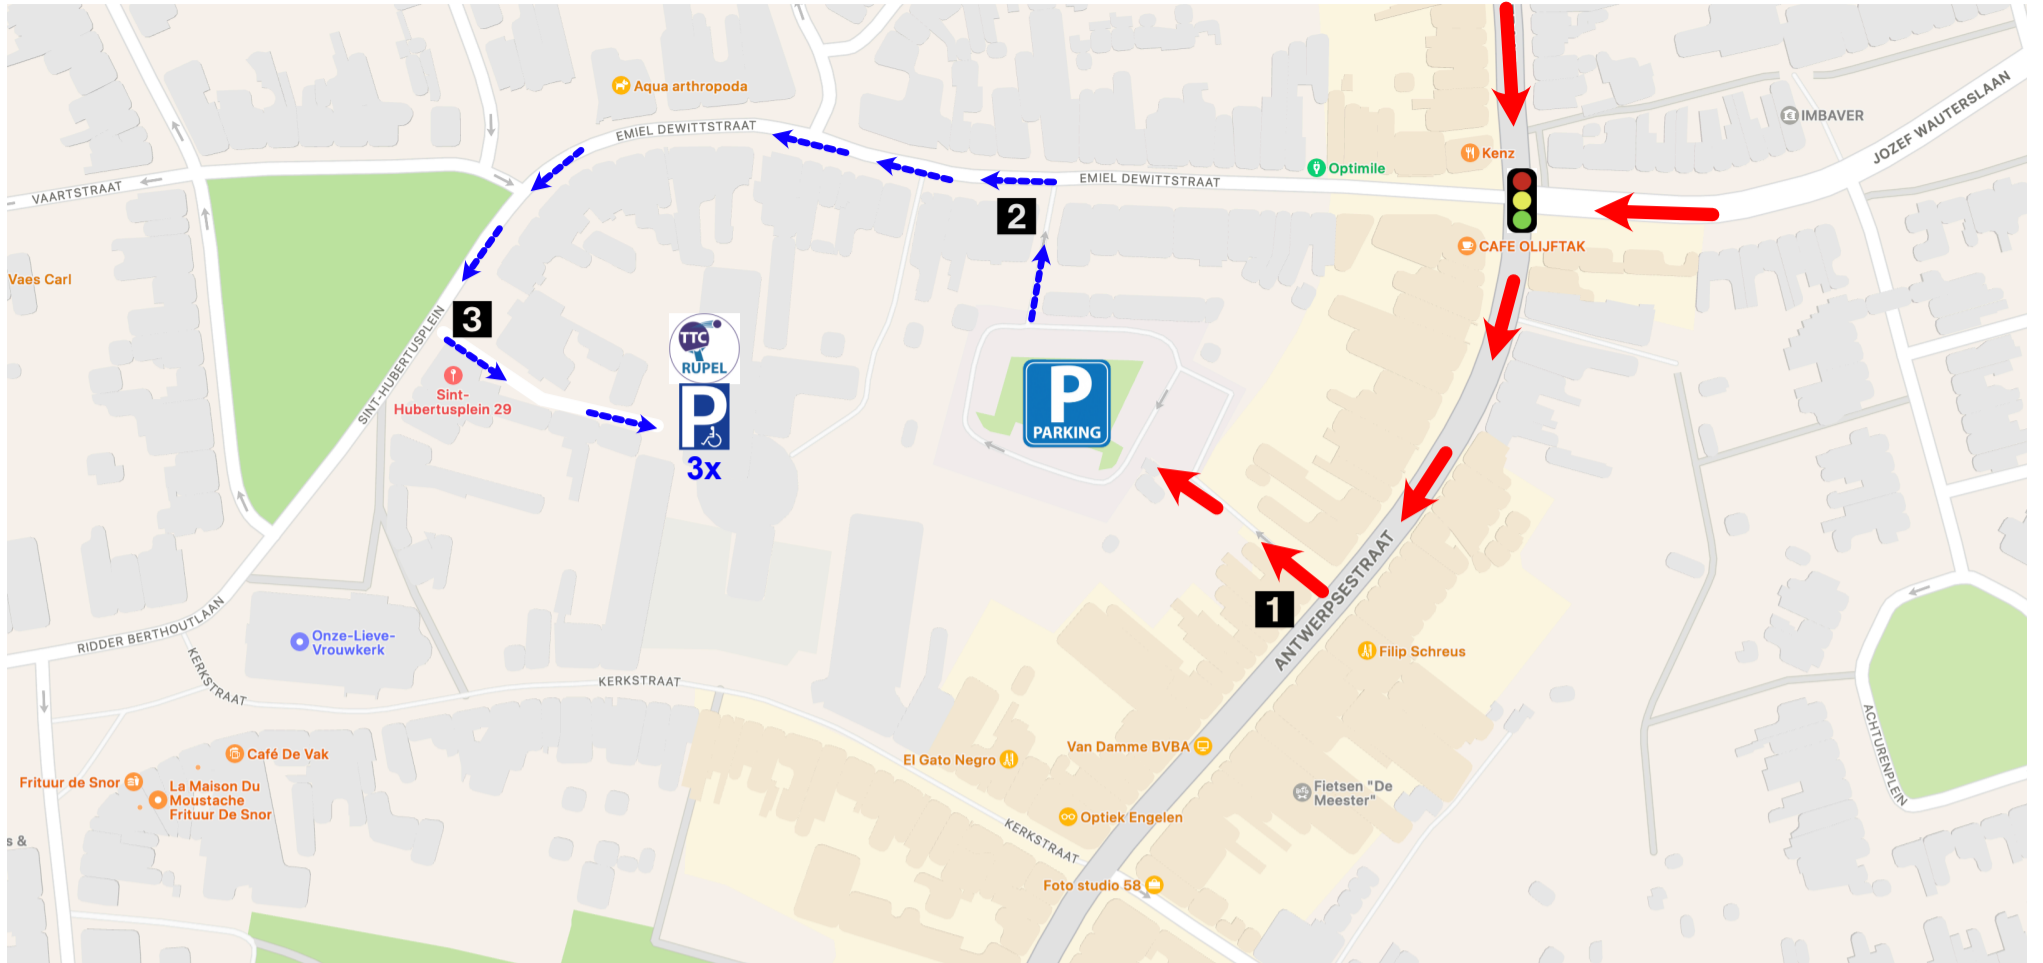 Aqua arthropoda
EMIEL DEWITTSTRAAT
IMBAVER
JOZEF WAUTERSLAAN
Kenz
Optimile
EMIEL DEWITTSTRAAT
VAARTSTRAAT
2
CAFE OLIJFTAK
Vaes Carl
3
TTC
RUPEL
SINT-HUBERTUSPLEIN
Sint-
Hubertusplein 29
P
3x
P
PARKING
ANTWERPSESTRAAT
1
RIDDER BERTHOUTLAAN
Onze-Lieve-
Vrouwkerk
KERKSTRAAT
KERKSTRAAT
Filip Schreus
ACHTURENPLEIN
Café De Vak
Frituur de Snor
La Maison Du
Moustache
Frituur De Snor
El Gato Negro
Van Damme BVBA
Fietsen "De
Meester"
Optiek Engelen
KERKSTRAAT
s &
Foto studio 58